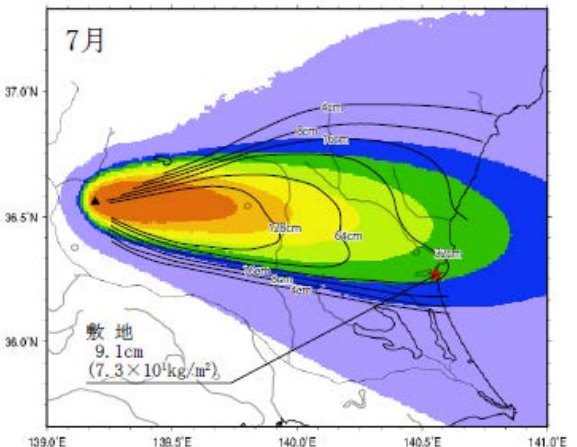 7月
37.0°N
36.5°N
36.0°N
4cm
8cm
16cm
128cm
64cm
32cm
16cm
8cm
4cm
敷 地
9.1cm
(7.3×10¹kg/m²)
139.0°E
139.5°E
140.0°E
140.5°E
141.0°E